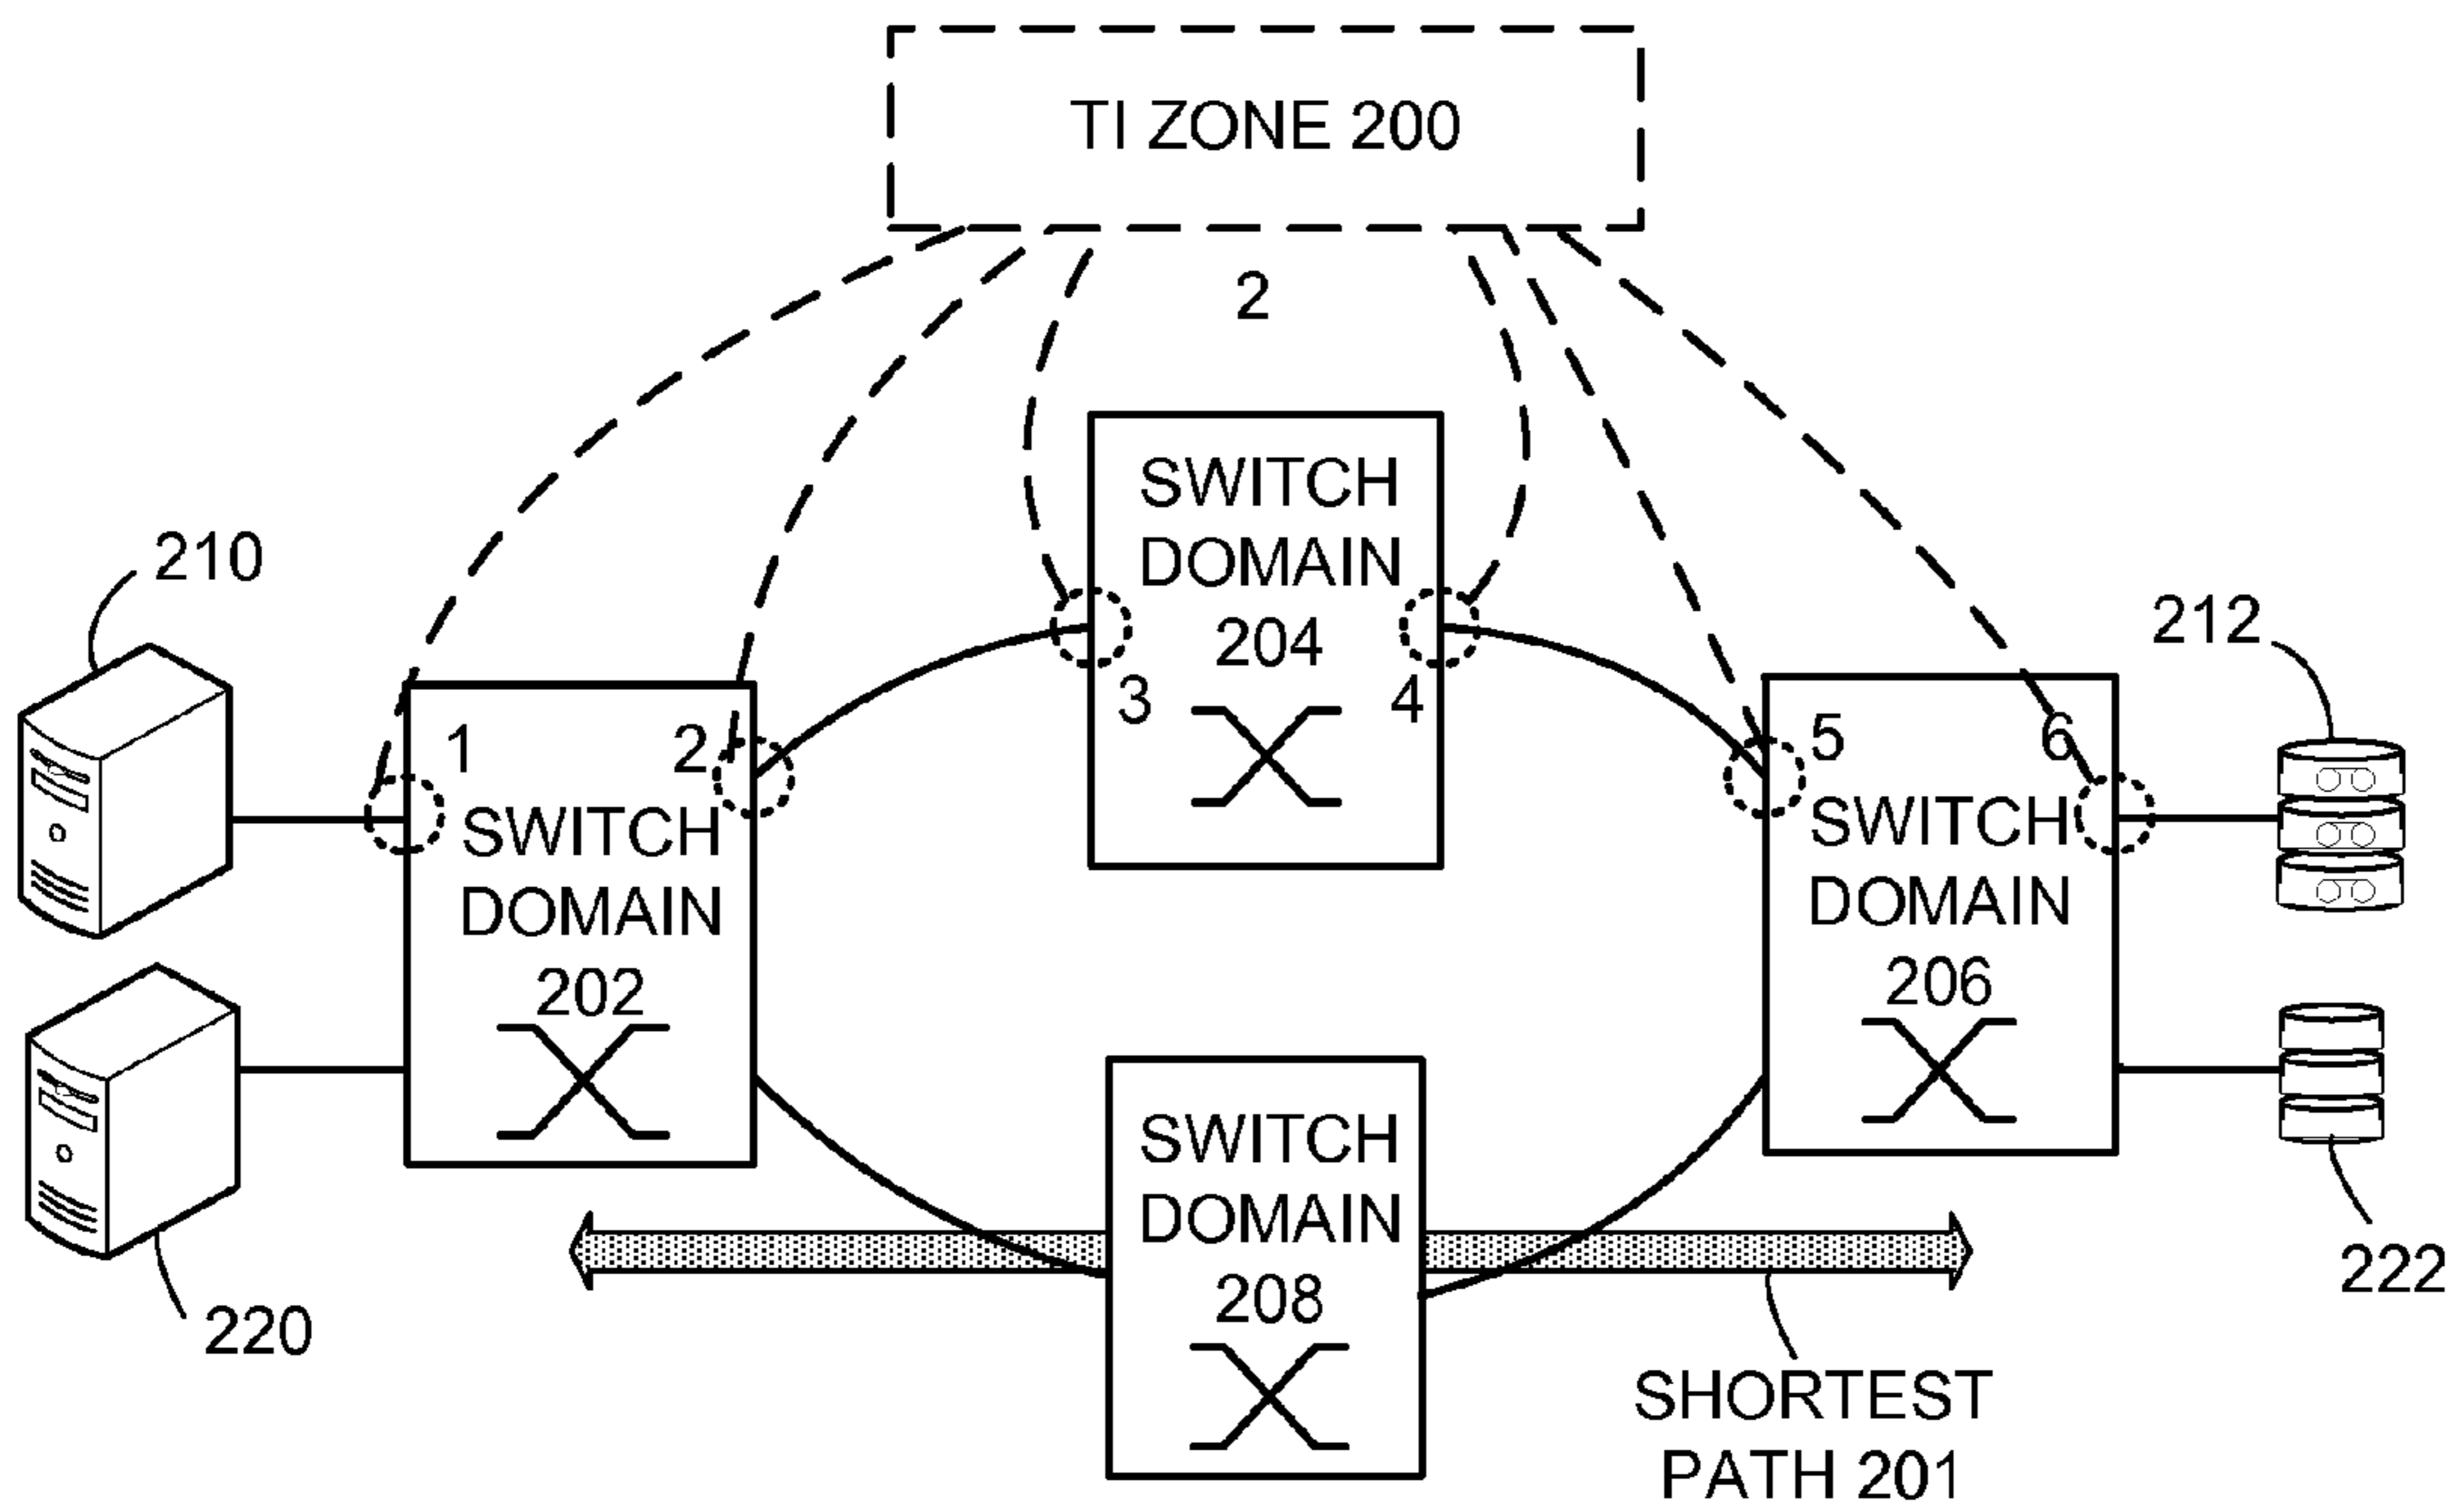 TI ZONE 200
2
SWITCH
DOMAIN
204
3
4
210
212
1
2
SWITCH
DOMAIN
202
5
6
SWITCH
DOMAIN
206
SWITCH
DOMAIN
208
220
222
SHORTEST
PATH 201